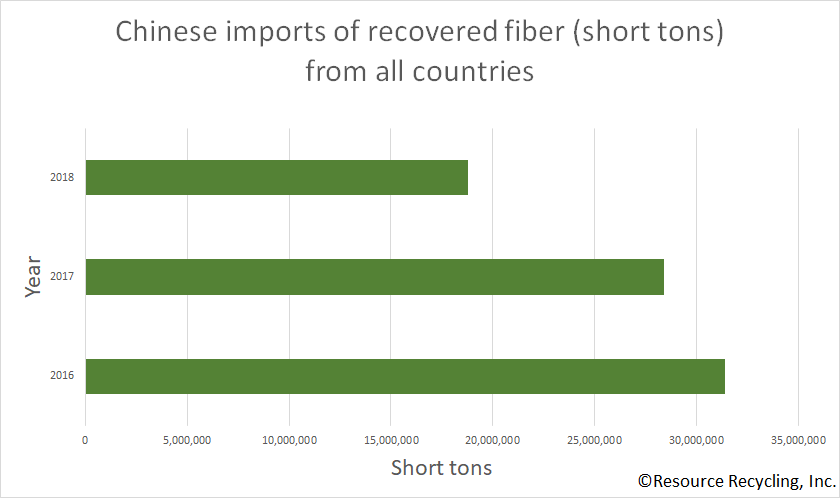 Chinese imports of recovered fiber (short tons)
from all countries
2018
2017
2016
Year
0 5,000,000 10,000,000 15,000,000 20,000,000 25,000,000 30,000,000 35,000,000
Short tons
©Resource Recycling, Inc.